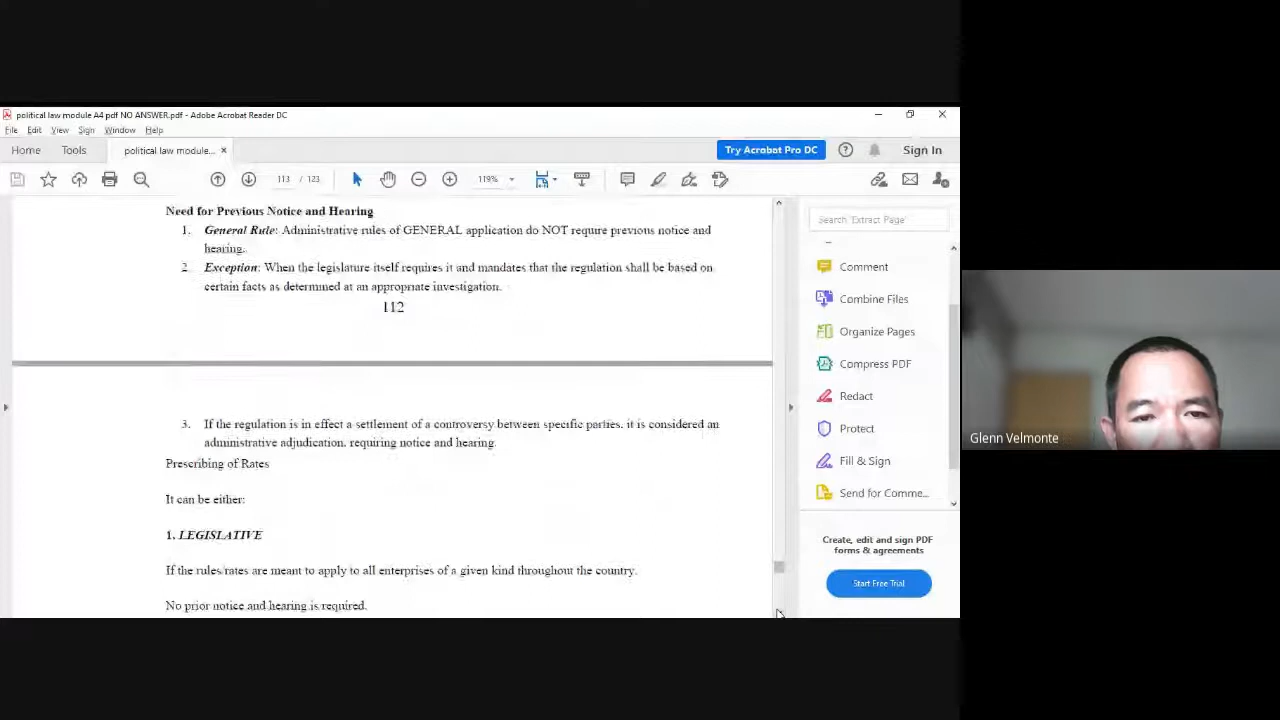 political law module A4 pdf NO ANSWER.pdf - Adobe Acrobat Reader DC
File Edit View Sign Window Help
Home Tools political law module... × Try Acrobat Pro DC Sign In
113 / 123 119%
Need for Previous Notice and Hearing
1. General Rule: Administrative rules of GENERAL application do NOT require previous notice and
hearing.
2. Exception: When the legislature itself requires it and mandates that the regulation shall be based on
certain facts as determined at an appropriate investigation.
112
3. If the regulation is in effect a settlement of a controversy between specific parties, it is considered an
administrative adjudication, requiring notice and hearing.
Prescribing of Rates
It can be either:
1. LEGISLATIVE
If the rules/rates are meant to apply to all enterprises of a given kind throughout the country.
No prior notice and hearing is required.
Search 'Extract Page'
Comment
Combine Files
Organize Pages
Compress PDF
Redact
Protect
Fill & Sign
Send for Comme...
Create, edit and sign PDF
forms & agreements
Start Free Trial
Glenn Velmonte